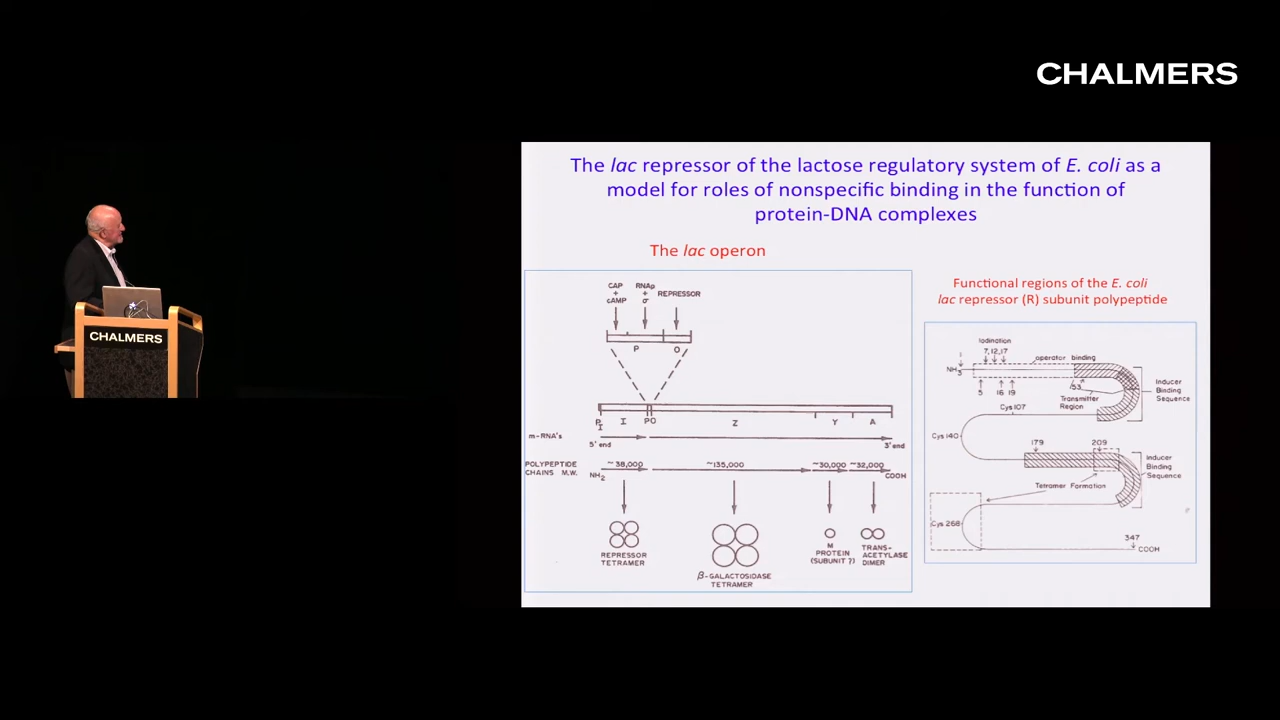 CHALMERS
The lac repressor of the lactose regulatory system of E. coli as a
model for roles of nonspecific binding in the function of
protein-DNA complexes
The lac operon
CAP
+
cAMP
RNAp
+
σ
REPRESSOR
P O
P I I PO Z Y A
m-RNA's
5' end 3' end
POLYPEPTIDE
CHAINS M.W.
~38,000 ~135,000 ~30,000 ~32,000
NH2 COOH
REPRESSOR
TETRAMER
β-GALACTOSIDASE
TETRAMER
M
PROTEIN
(SUBUNIT ?)
TRANS-
ACETYLASE
DIMER
Functional regions of the E. coli
lac repressor (R) subunit polypeptide
Iodination
7,12,17
operator binding
1
NH3
5 16 19
53
Transmitter
Region
Inducer
Binding
Sequence
Cys 107
Cys 140
179 209
Inducer
Binding
Sequence
Tetramer Formation
Cys 268
347
COOH
CHALMERS